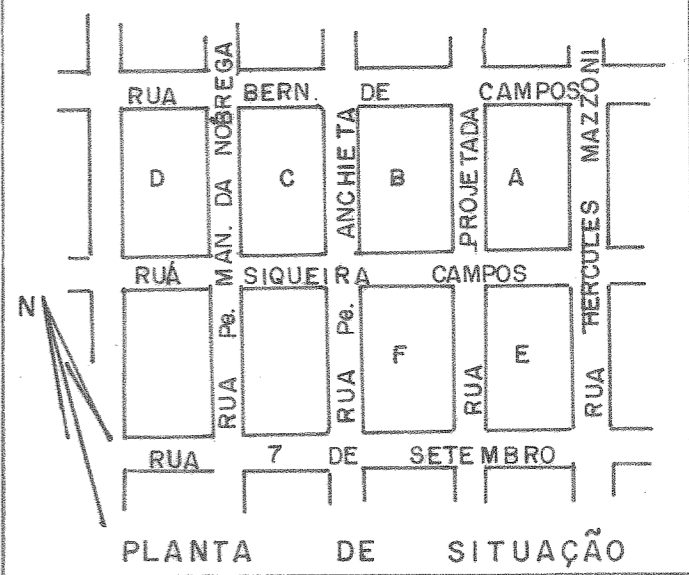 RUA BERN. DE CAMPOS
D C B A
RUA Pe. MAN. DA NÓBREGA
RUA Pe. ANCHIETA
RUA PROJETADA
RUA HERCULES MAZZONI
RUÁ SIQUEIRA CAMPOS
N
F E
RUA 7 DE SETEMBRO
PLANTA DE SITUAÇÃO